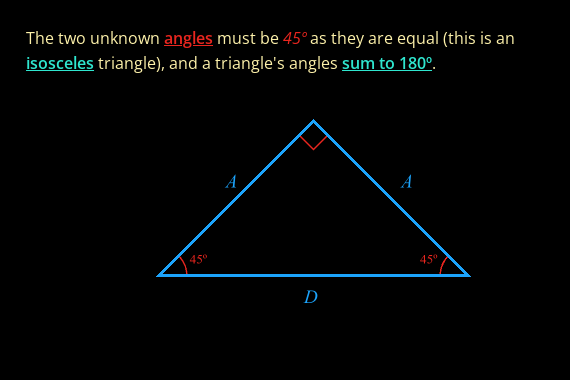 The two unknown angles must be 45° as they are equal (this is an
isosceles triangle), and a triangle's angles sum to 180º.
A
A
45°
45°
D